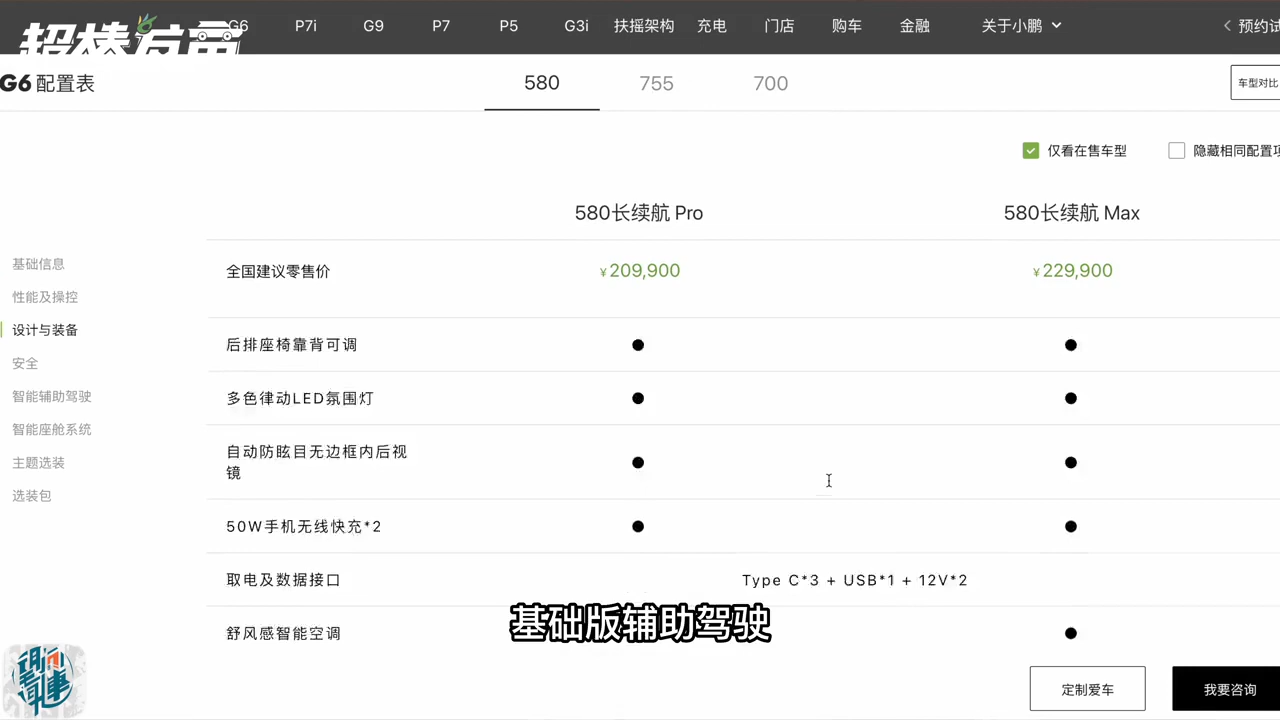 G6 P7i G9 P7 P5 G3i 扶摇架构 充电 门店 购车 金融 关于小鹏 预约试
G6 配置表 580 755 700 车型对比
仅看在售车型 隐藏相同配置项
580长续航 Pro 580长续航 Max
基础信息
性能及操控
设计与装备
安全
智能辅助驾驶
智能座舱系统
主题选装
选装包
全国建议零售价 ¥209,900 ¥229,900
后排座椅靠背可调
多色律动LED氛围灯
自动防眩目无边框内后视
镜
50W手机无线快充*2
取电及数据接口 Type C*3 + USB*1 + 12V*2
舒风感智能空调
基础版辅助驾驶
定制爱车 我要咨询